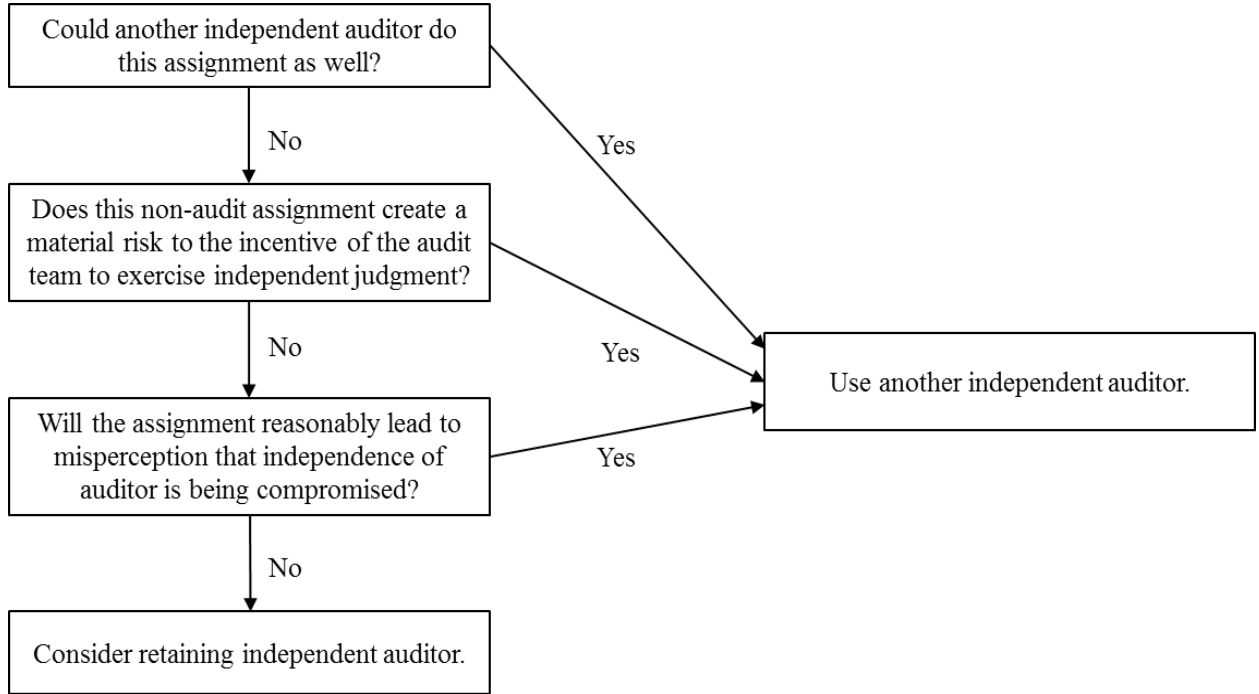 Could another independent auditor do
this assignment as well?
No
Yes
Does this non-audit assignment create a
material risk to the incentive of the audit
team to exercise independent judgment?
No
Yes
Use another independent auditor.
Will the assignment reasonably lead to
misperception that independence of
auditor is being compromised?
Yes
No
Consider retaining independent auditor.